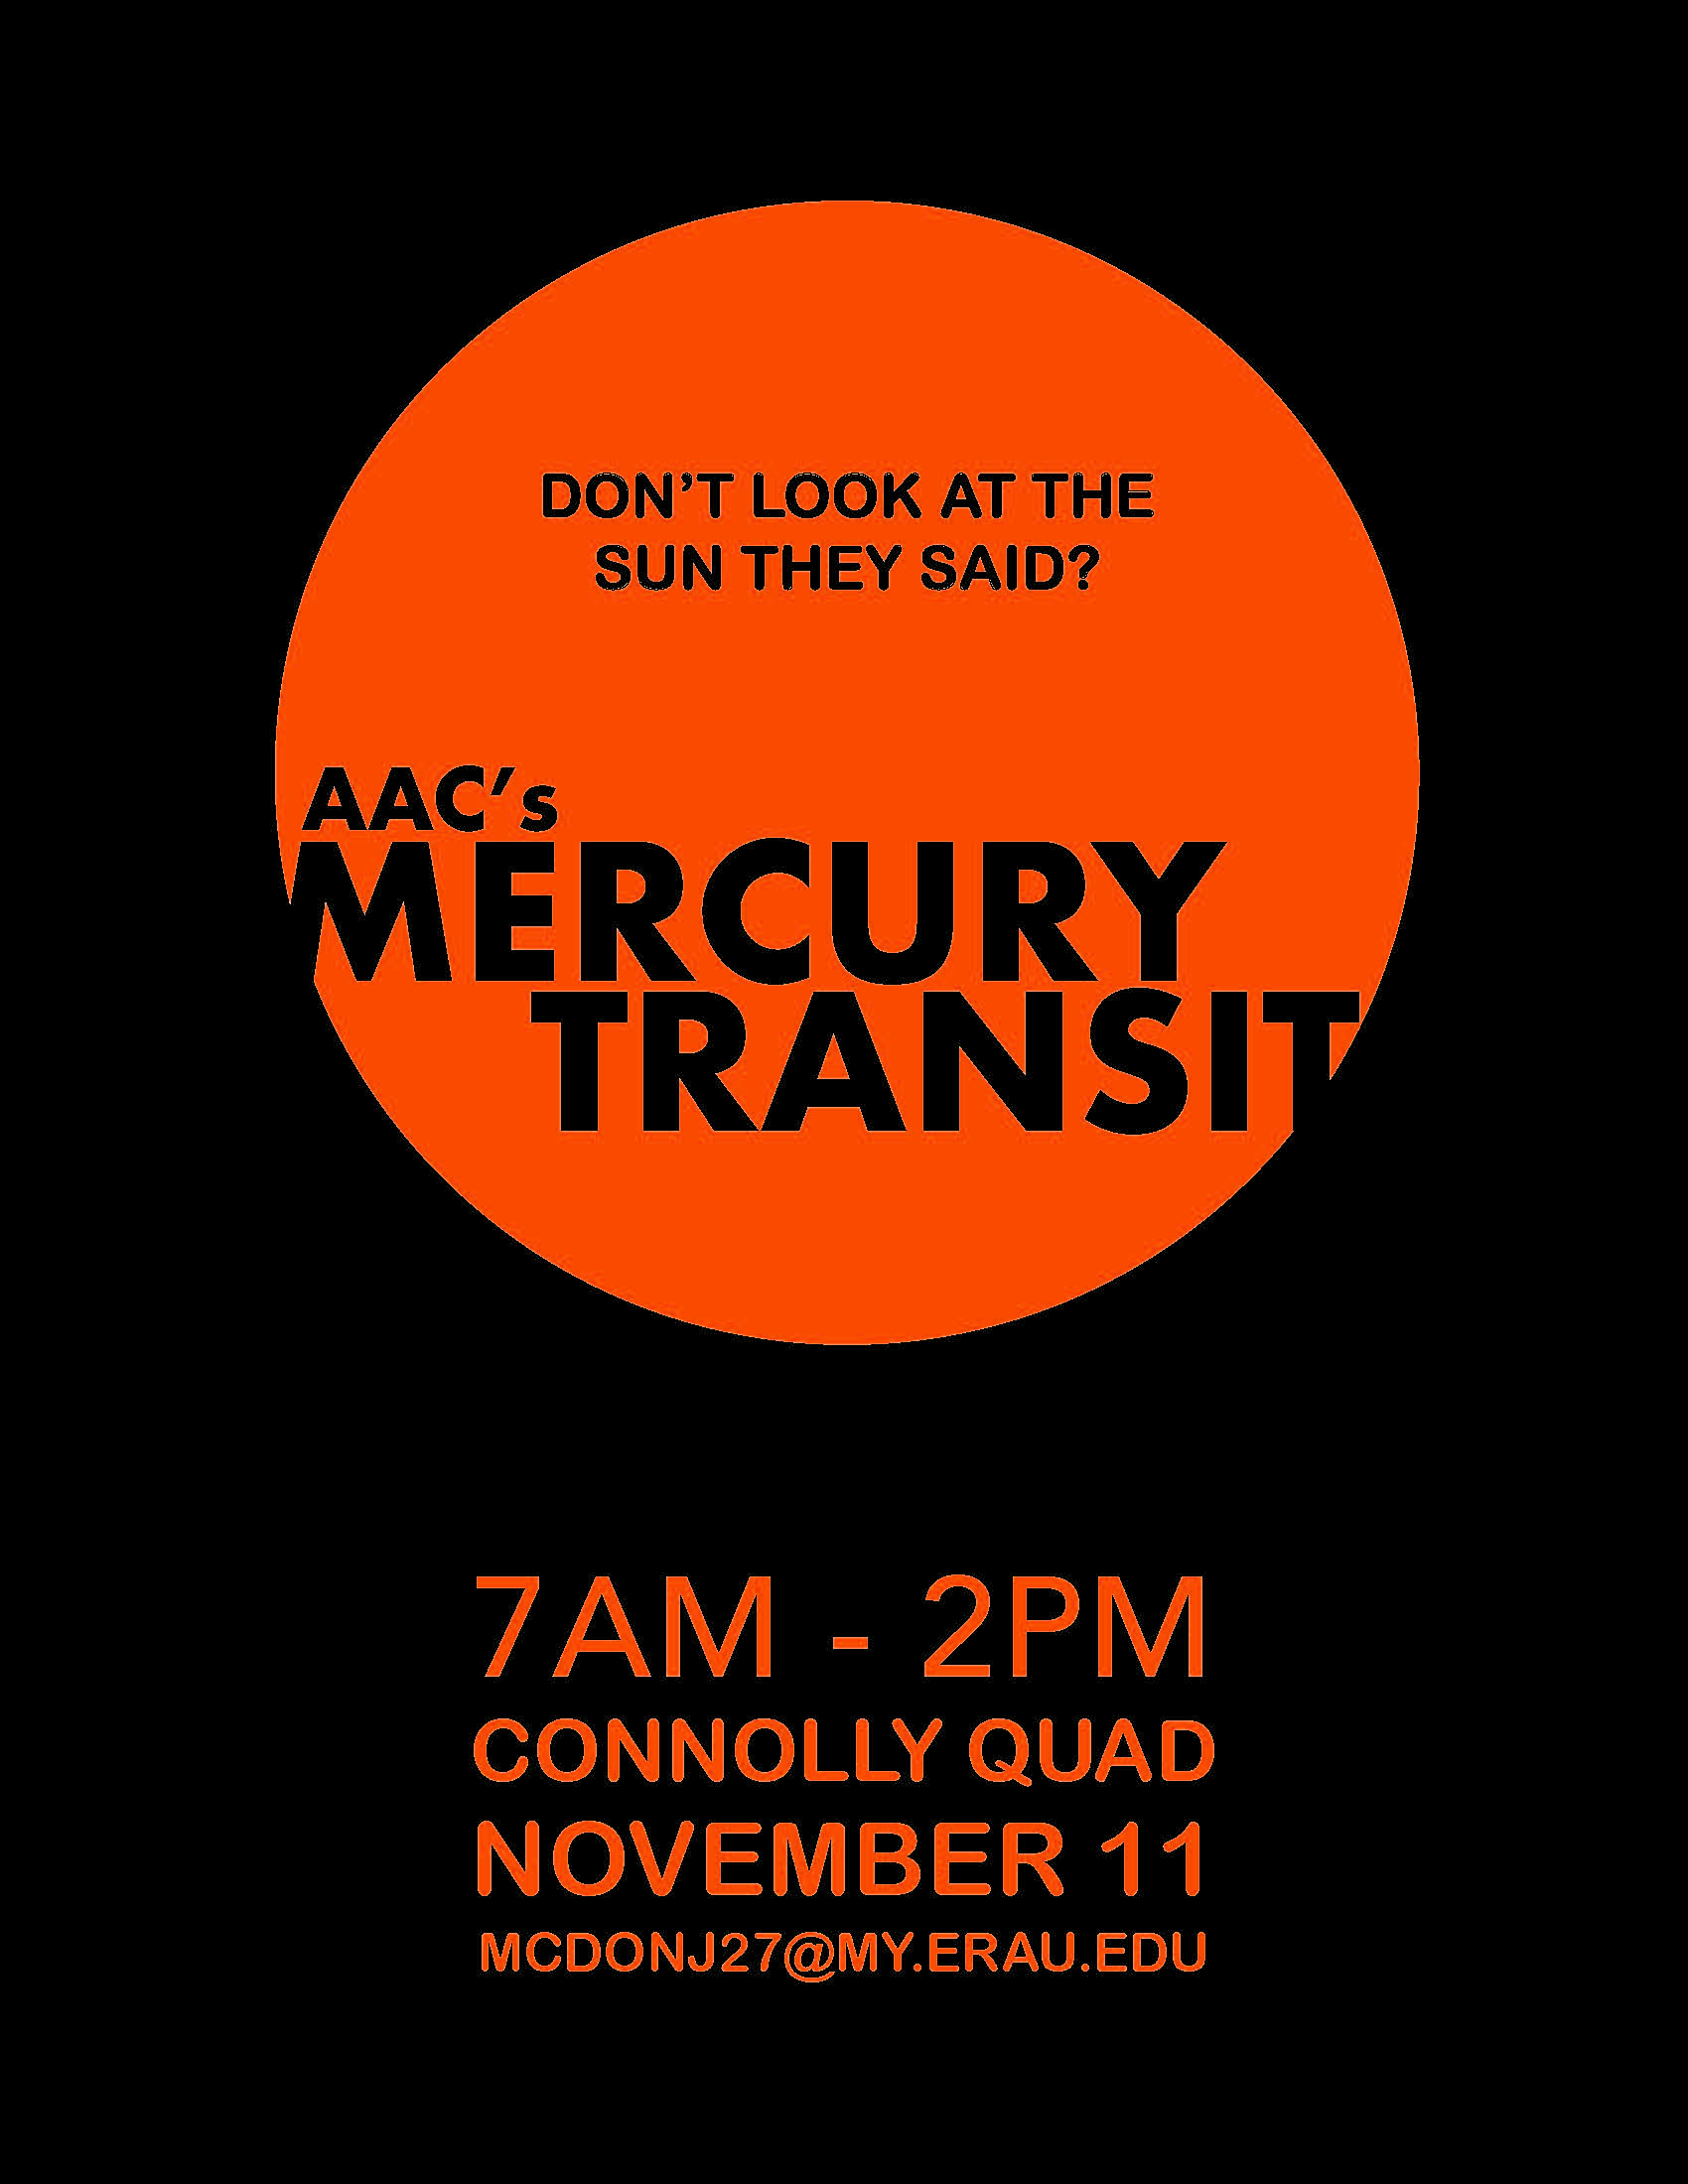 DON’T LOOK AT THE
SUN THEY SAID?
AAC’s
MERCURY
TRANSIT
7AM - 2PM
CONNOLLY QUAD
NOVEMBER 11
MCDONJ27@MY.ERAU.EDU